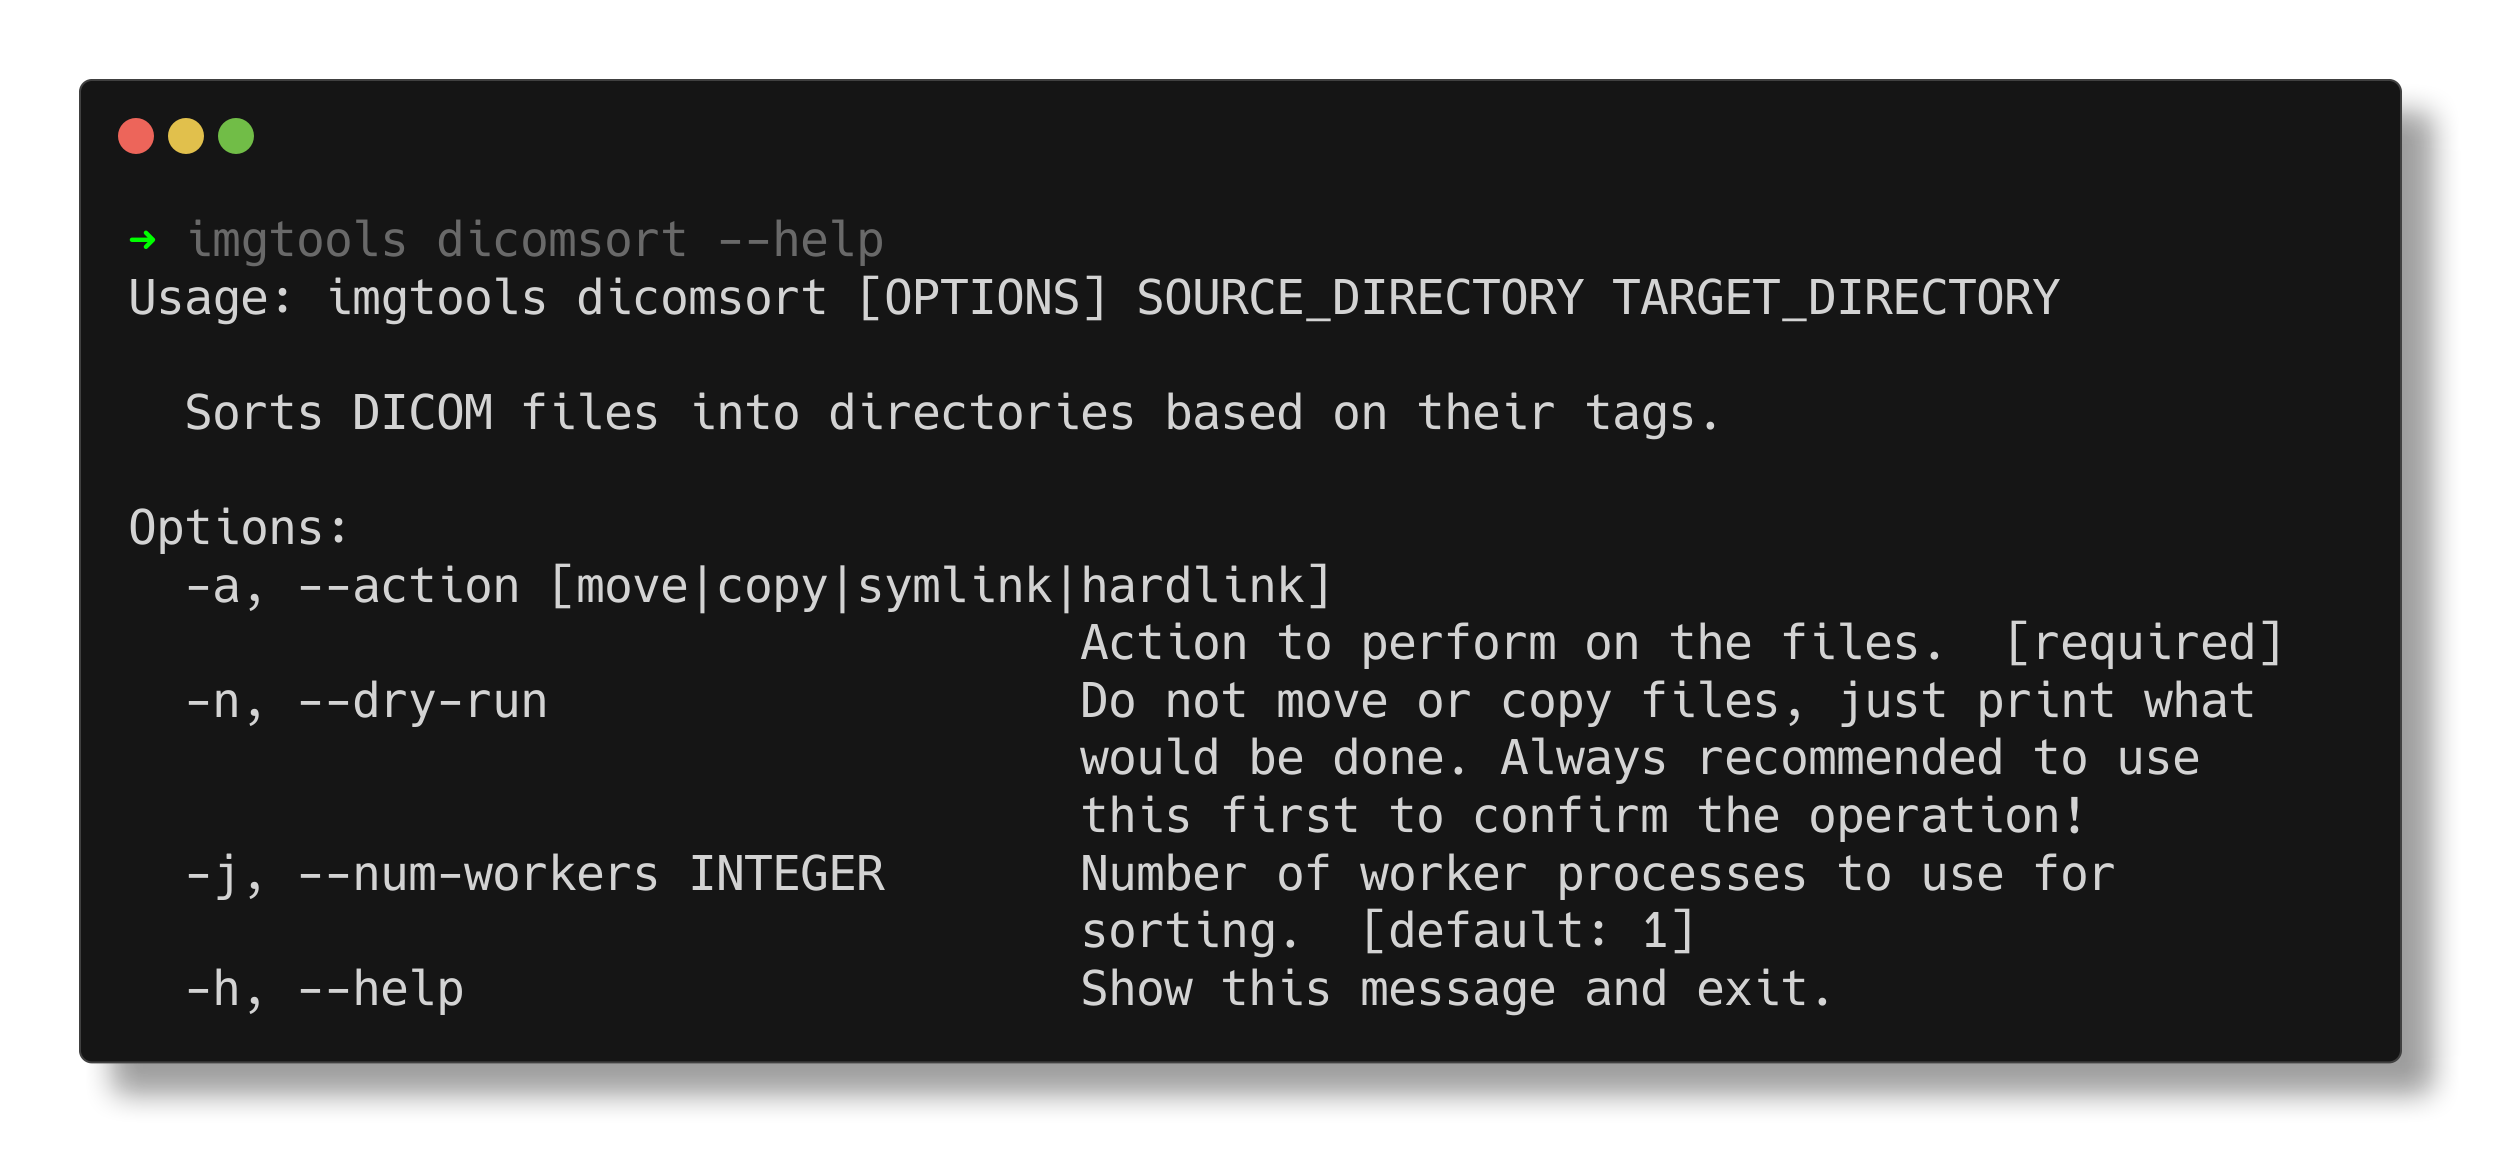 ➜ imgtools dicomsort --help
Usage: imgtools dicomsort [OPTIONS] SOURCE_DIRECTORY TARGET_DIRECTORY

  Sorts DICOM files into directories based on their tags.

Options:
  -a, --action [move|copy|symlink|hardlink]
                                  Action to perform on the files.  [required]
  -n, --dry-run                   Do not move or copy files, just print what
                                  would be done. Always recommended to use
                                  this first to confirm the operation!
  -j, --num-workers INTEGER       Number of worker processes to use for
                                  sorting.  [default: 1]
  -h, --help                      Show this message and exit.